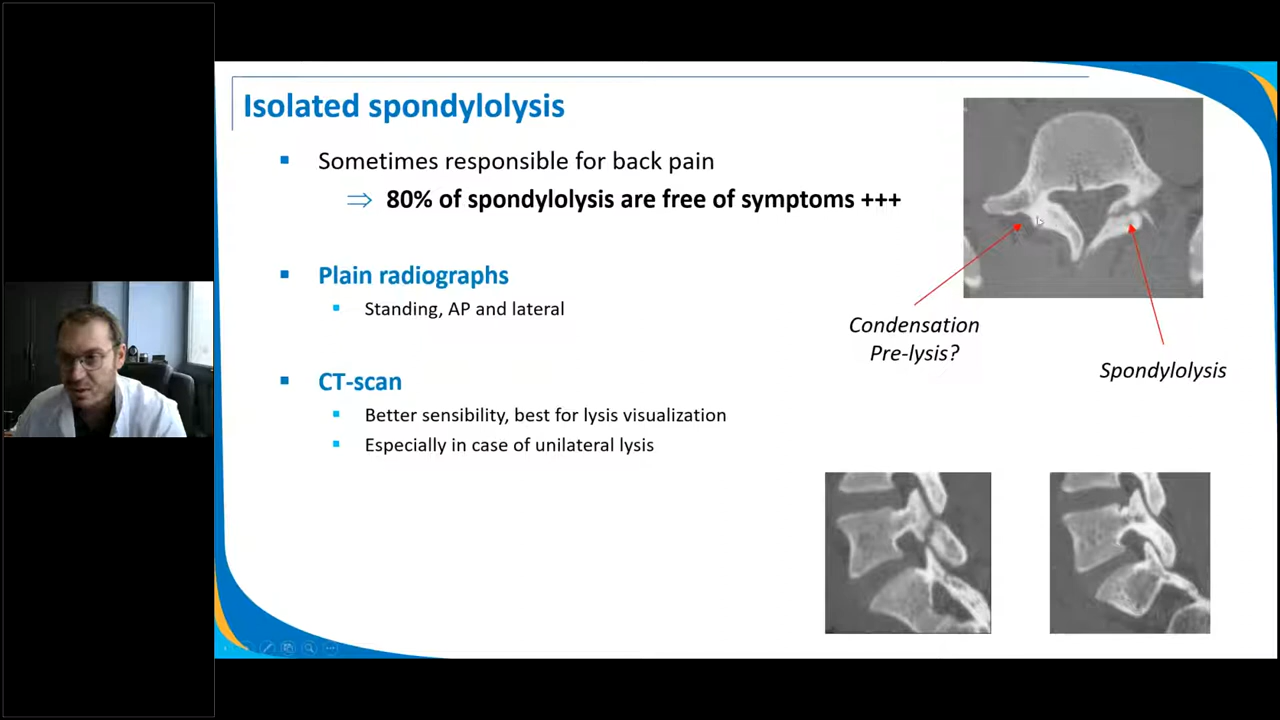 Isolated spondylolysis
Sometimes responsible for back pain
⇒ 80% of spondylolysis are free of symptoms +++
Plain radiographs
Standing, AP and lateral
CT-scan
Better sensibility, best for lysis visualization
Especially in case of unilateral lysis
Condensation
Pre-lysis?
Spondylolysis